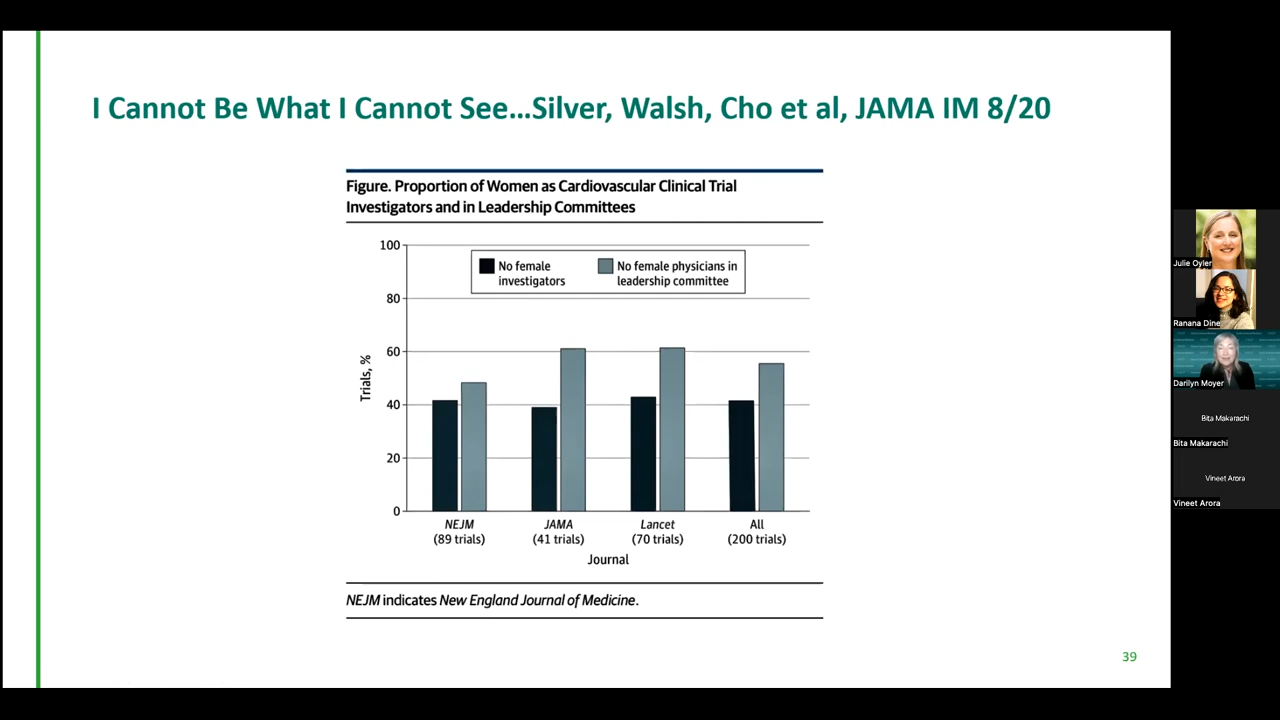 I Cannot Be What I Cannot See...Silver, Walsh, Cho et al, JAMA IM 8/20
Figure. Proportion of Women as Cardiovascular Clinical Trial
Investigators and in Leadership Committees
100
80
60
40
20
0
Trials, %
No female
investigators
No female physicians in
leadership committee
NEJM
(89 trials)
JAMA
(41 trials)
Lancet
(70 trials)
All
(200 trials)
Journal
NEJM indicates New England Journal of Medicine.
39
Julie Oyler
Ranana Dine
Darilyn Moyer
Bita Makarachi
Bita Makarachi
Vineet Arora
Vineet Arora